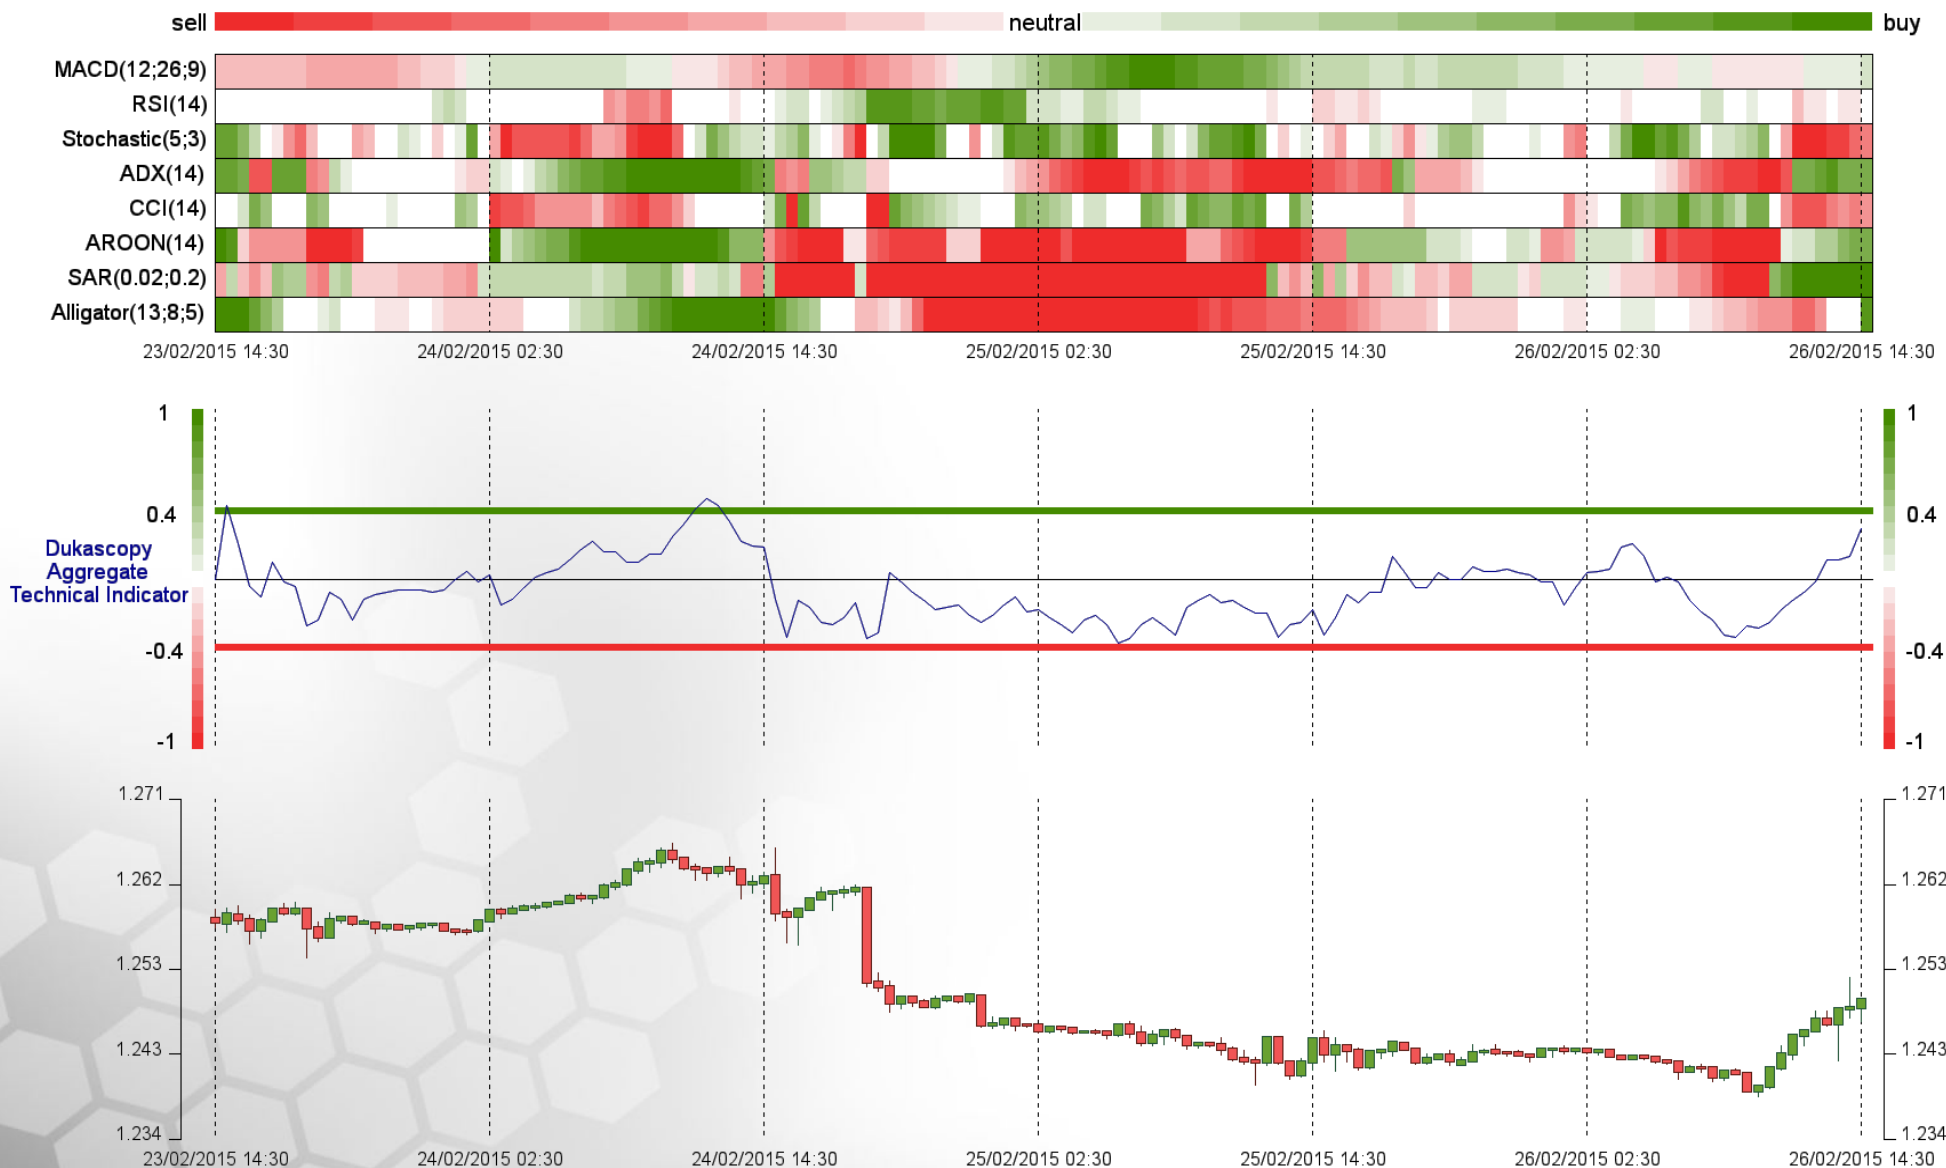 sell neutral buy
MACD(12;26;9)
RSI(14)
Stochastic(5;3)
ADX(14)
CCI(14)
AROON(14)
SAR(0.02;0.2)
Alligator(13;8;5)
23/02/2015 14:30 24/02/2015 02:30 24/02/2015 14:30 25/02/2015 02:30 25/02/2015 14:30 26/02/2015 02:30 26/02/2015 14:30
1 1
0.4 0.4
Dukascopy
Aggregate
Technical Indicator
-0.4 -0.4
-1 -1
1.271 1.271
1.262 1.262
1.253 1.253
1.243 1.243
1.234 1.234
23/02/2015 14:30 24/02/2015 02:30 24/02/2015 14:30 25/02/2015 02:30 25/02/2015 14:30 26/02/2015 02:30 26/02/2015 14:30